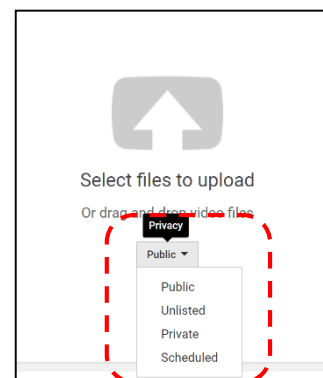 Select files to upload
Or drag and drop video files
Privacy
Public
Public
Unlisted
Private
Scheduled